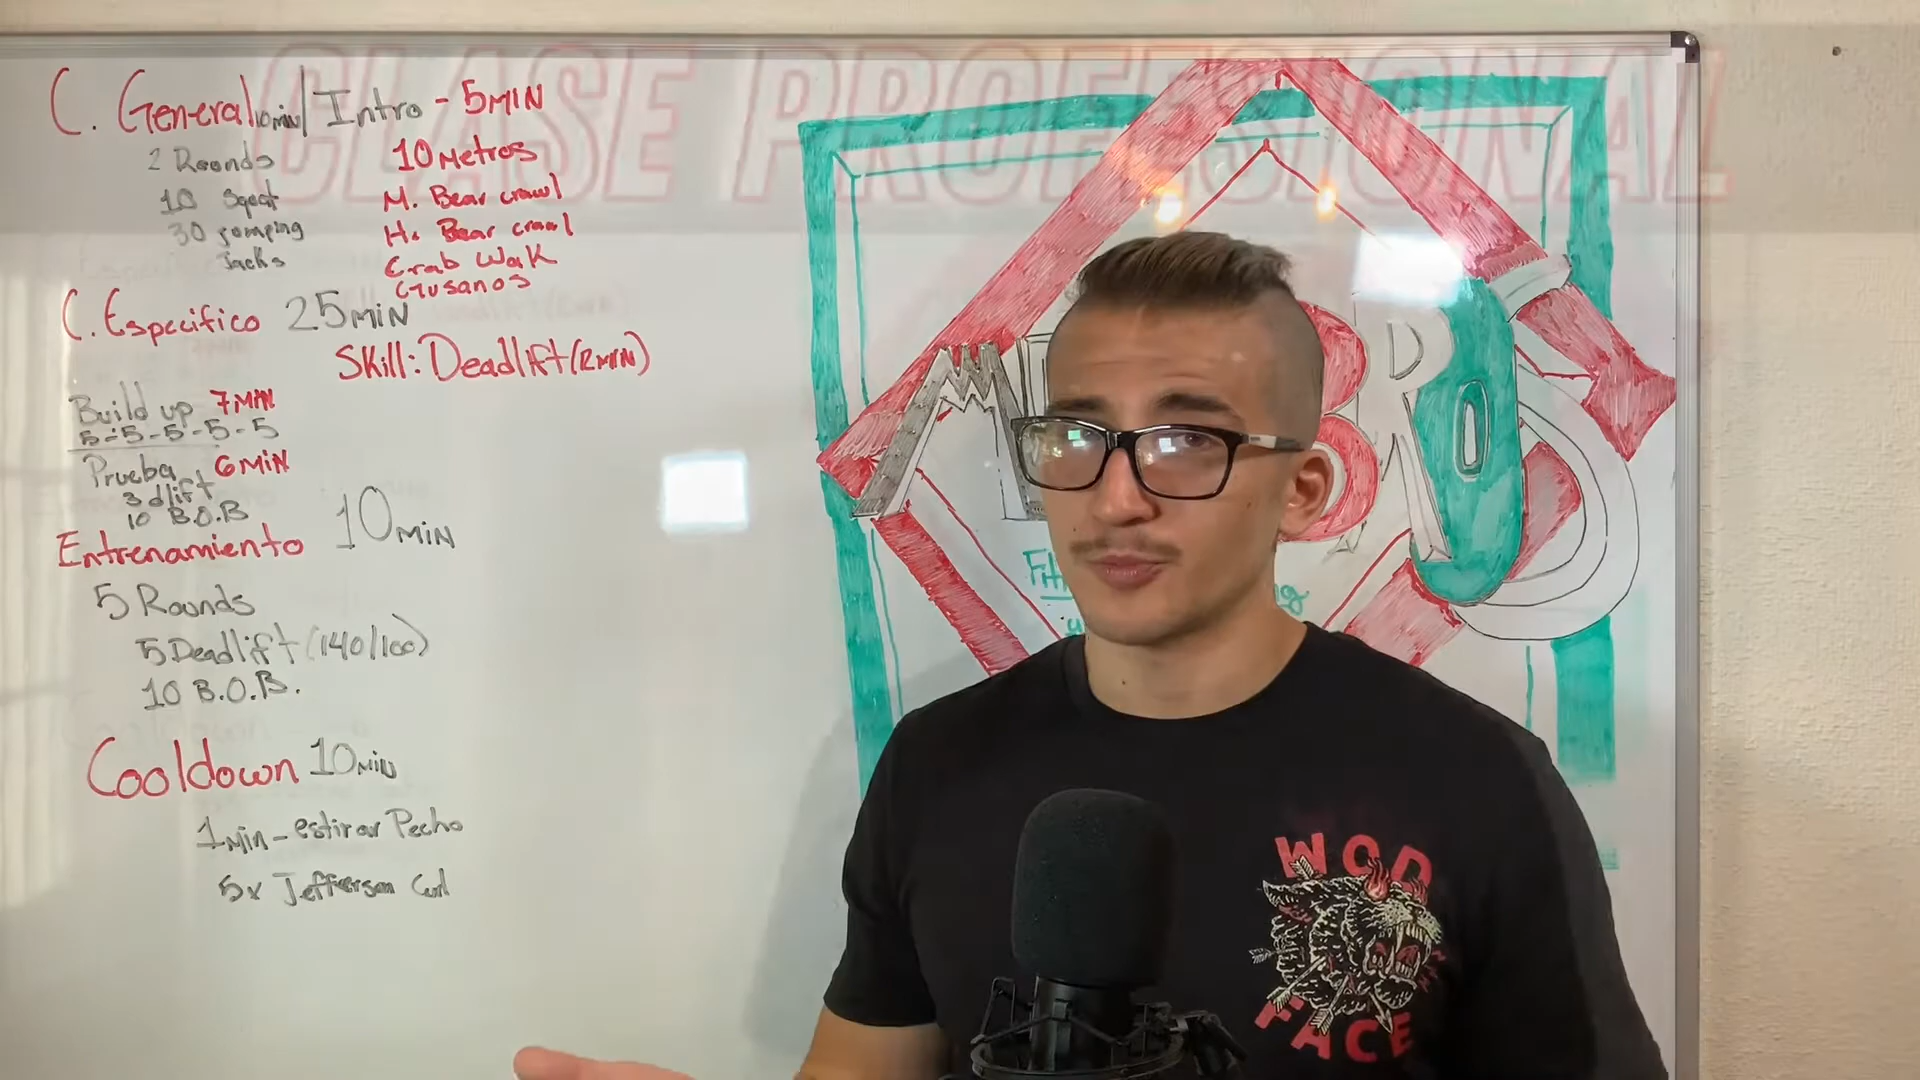 CLASE PROFESIONAL
C. General 10min / Intro - 5MIN
2 Rounds
10 Squat
30 jomping
Jacks
10 Metros
M. Bear crawl
H. Bear crawl
Crab Walk
Gusanos
C. Especifico 25MIN
Skill: Deadlift
Build up 7MIN
5-5-5-5-5
Prueba 6MIN
3 dlift
10 B.O.B
Entrenamiento 10MIN
5 Rounds
5 Deadlift (140/100)
10 B.O.B.
Cooldown 10MIN
1Min - estirar Pecho
5x Jefferson Curl
WOD
FACE